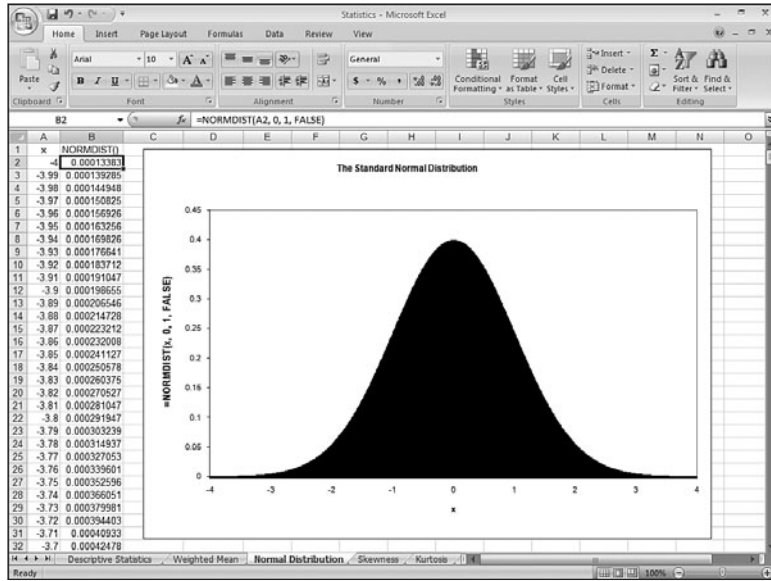 Statistics - Microsoft Excel
Home Insert Page Layout Formulas Data Review View
Paste
Arial 10 A A
B I U A
General
$ % ,
Conditional Formatting
Format as Table
Cell Styles
Insert
Delete
Format
Σ
Sort & Filter
Find & Select
Clipboard Font Alignment Number Styles Cells Editing
B2 fx =NORMDIST(A2, 0, 1, FALSE)
A B C D E F G H I J K L M N O
1 x NORMDIST()
2 -4 0.00013383
3 -3.99 0.000139285
4 -3.98 0.000144948
5 -3.97 0.000150825
6 -3.96 0.000156926
7 -3.95 0.000163256
8 -3.94 0.000169826
9 -3.93 0.000176641
10 -3.92 0.000183712
11 -3.91 0.000191047
12 -3.9 0.000198655
13 -3.89 0.000206546
14 -3.88 0.000214728
15 -3.87 0.000223212
16 -3.86 0.000232008
17 -3.85 0.000241127
18 -3.84 0.000250578
19 -3.83 0.000260375
20 -3.82 0.000270527
21 -3.81 0.000281047
22 -3.8 0.000291947
23 -3.79 0.000303239
24 -3.78 0.000314937
25 -3.77 0.000327053
26 -3.76 0.000339601
27 -3.75 0.000352596
28 -3.74 0.000366051
29 -3.73 0.000379981
30 -3.72 0.000394403
31 -3.71 0.00040933
32 -3.7 0.00042478
The Standard Normal Distribution
=NORMDIST(x, 0, 1, FALSE)
0.45
0.4
0.35
0.3
0.25
0.2
0.15
0.1
0.05
0
-4 -3 -2 -1 0 1 2 3 4
x
Descriptive Statistics Weighted Mean Normal Distribution Skewness Kurtosis
Ready 100%